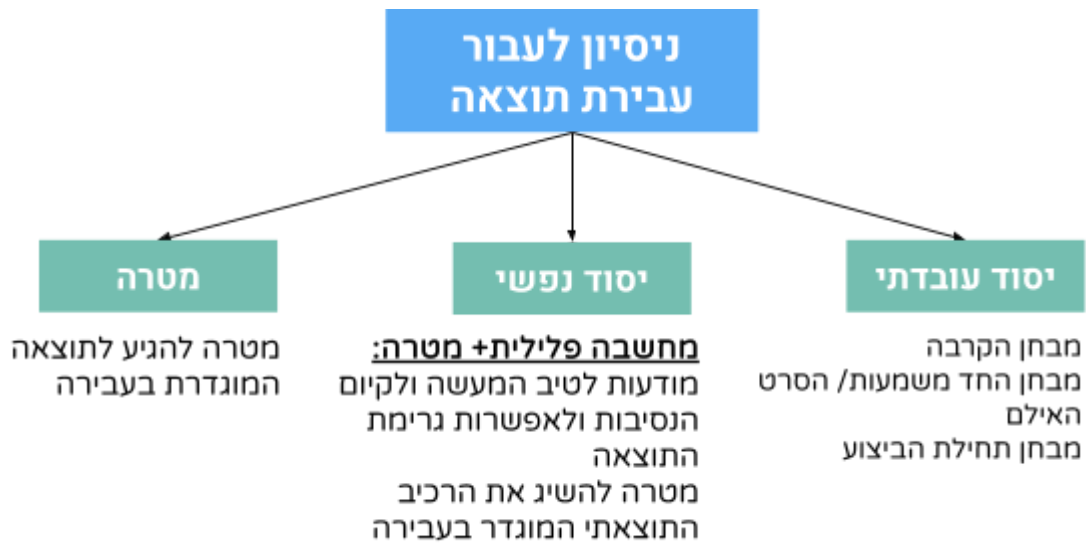 ניסיון לעבור
עבירת תוצאה
יסוד עובדתי
מבחן הקרבה
מבחן החד משמעות/ הסרט
האילם
מבחן תחילת הביצוע
יסוד נפשי
מחשבה פלילית+ מטרה:
מודעות לטיב המעשה ולקיום
הנסיבות ולאפשרות גרימת
התוצאה
מטרה להשיג את הרכיב
התוצאתי המוגדר בעבירה
מטרה
מטרה להגיע לתוצאה
המוגדרת בעבירה